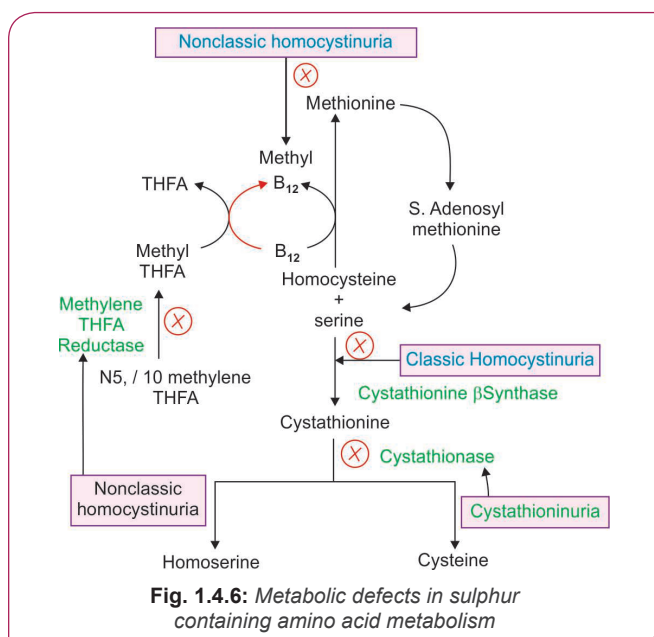 Nonclassic homocystinuria
X
Methionine
Methyl
THFA
B12
S. Adenosyl
methionine
Methyl
THFA
B12
Homocysteine
+
serine
Methylene
THFA
Reductase
X
X
Classic Homocystinuria
N5, / 10 methylene
THFA
Cystathionine βSynthase
Cystathionine
X
Cystathionase
Nonclassic
homocystinuria
Cystathioninuria
Homoserine
Cysteine
Fig. 1.4.6: Metabolic defects in sulphur
containing amino acid metabolism